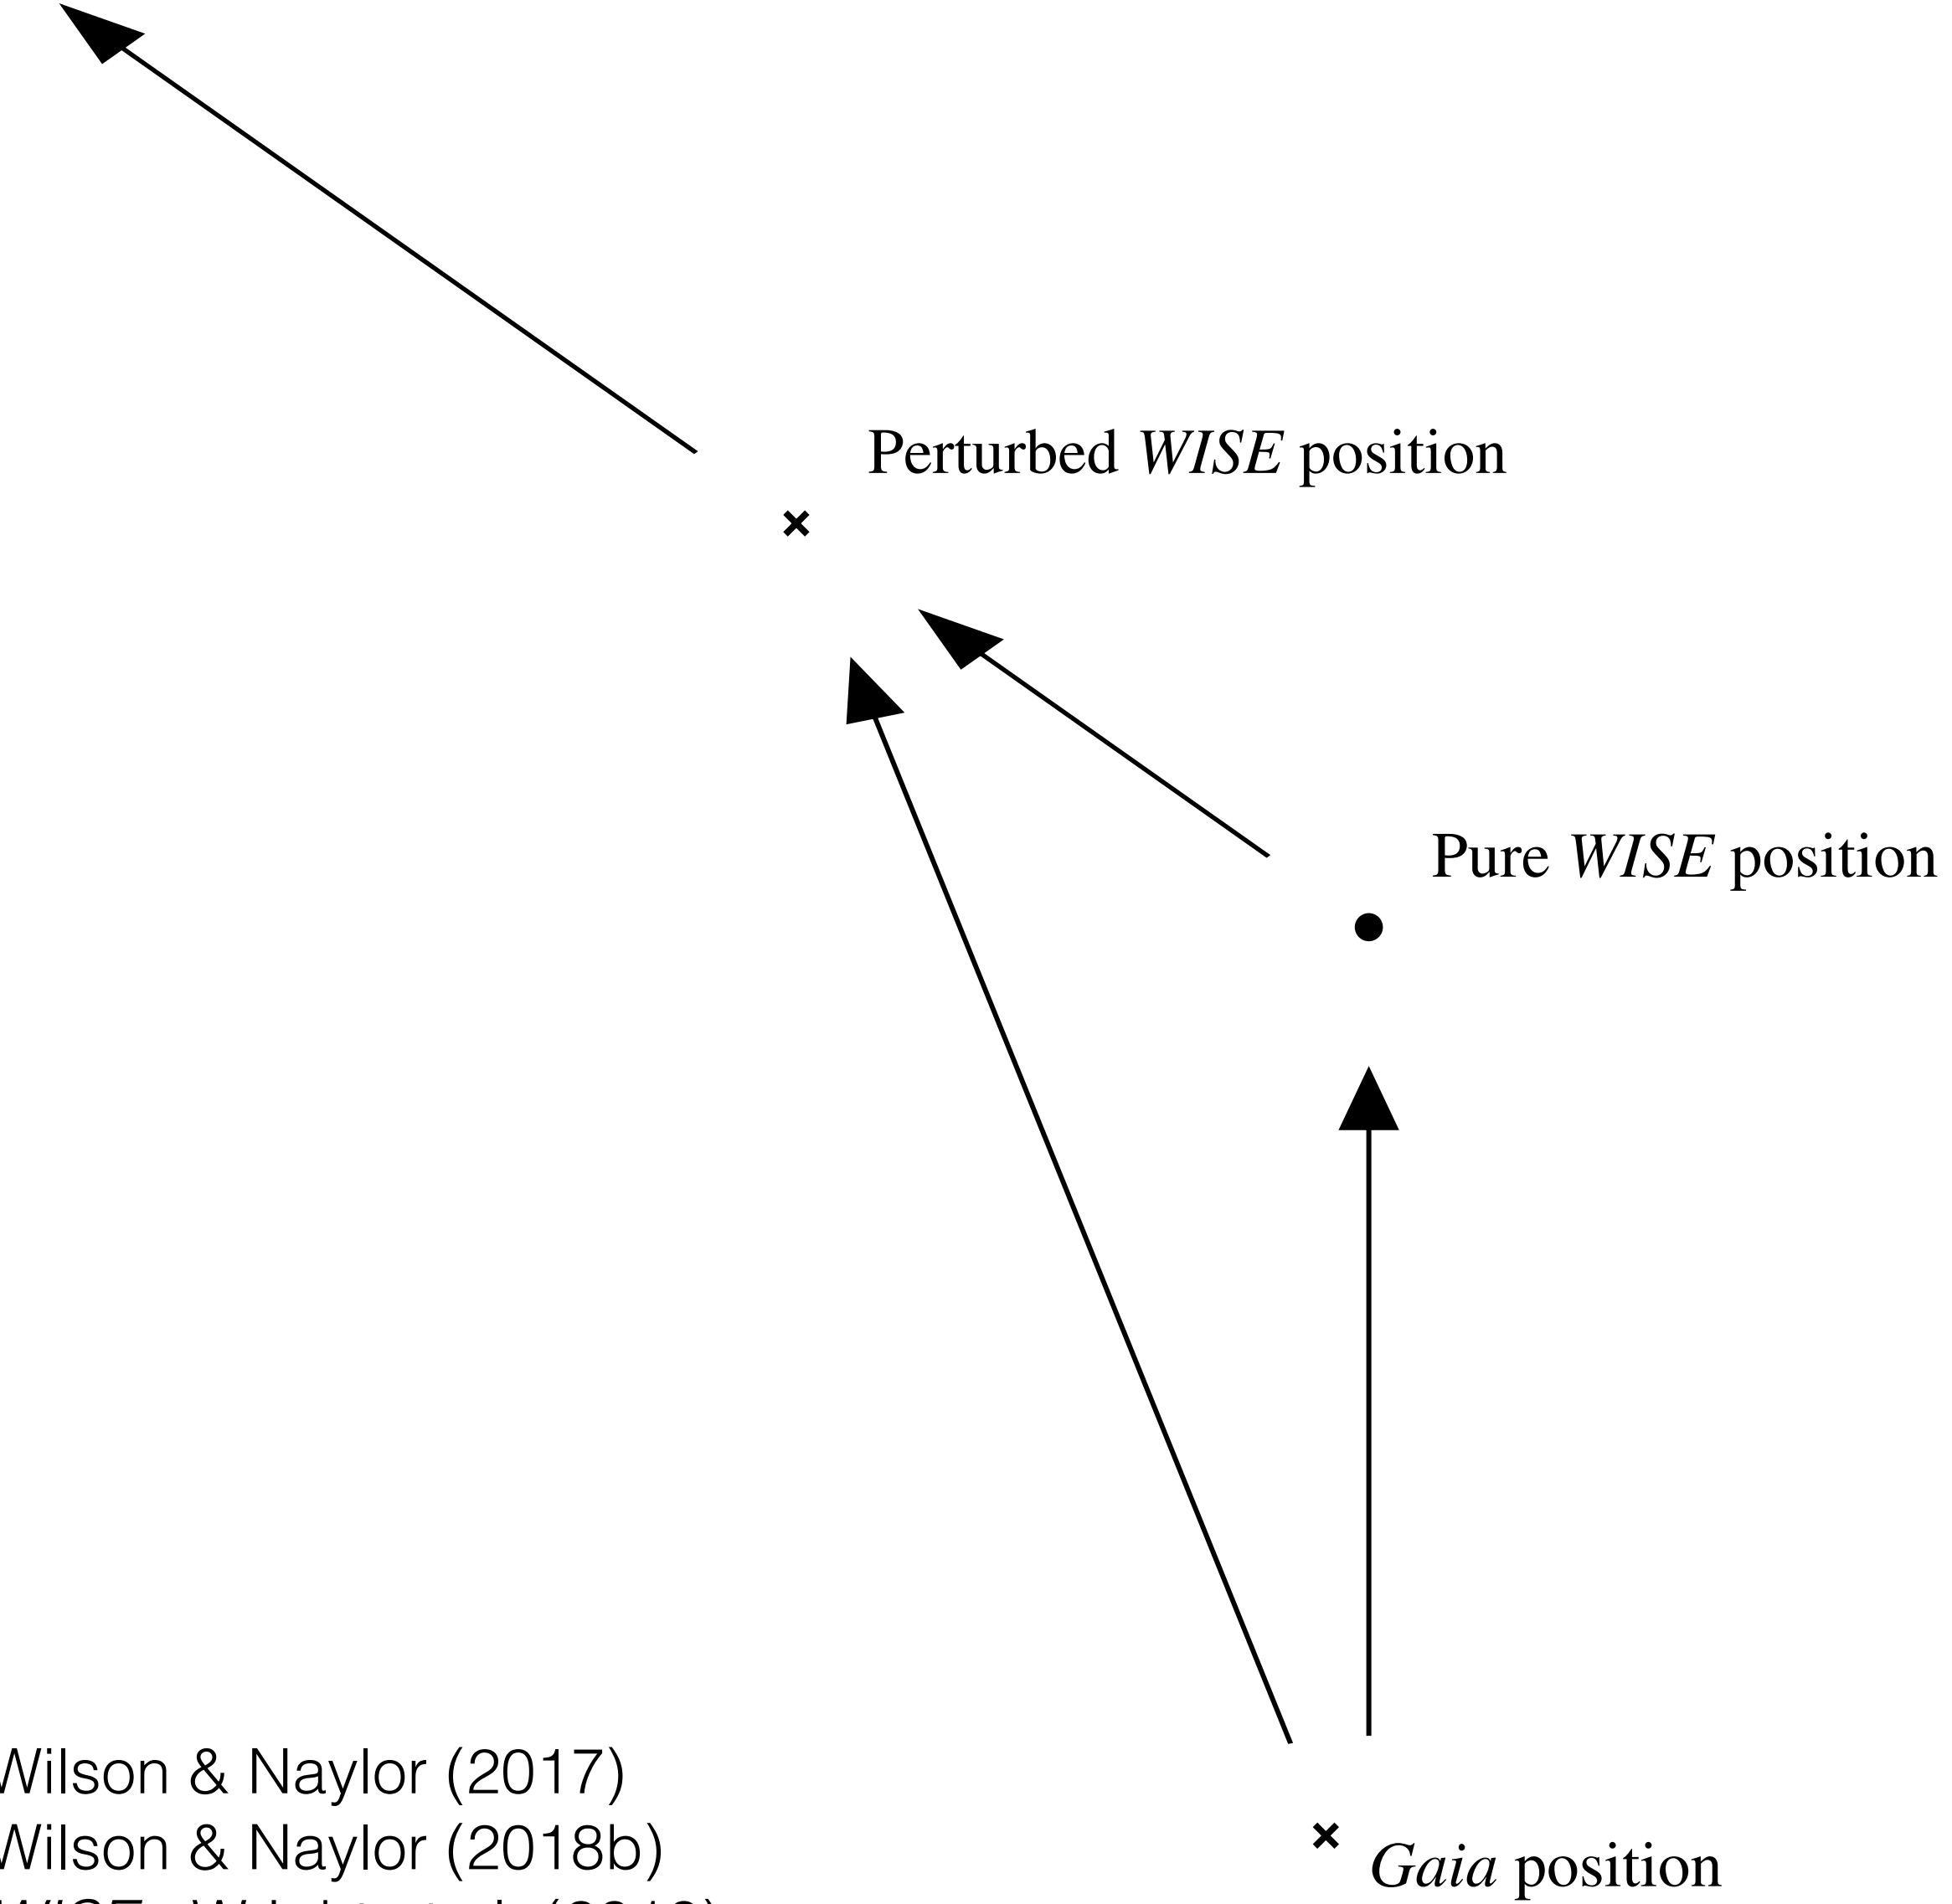 Perturbed WISE position
Pure WISE position
Wilson & Naylor (2017)
Wilson & Naylor (2018b)
Gaia position